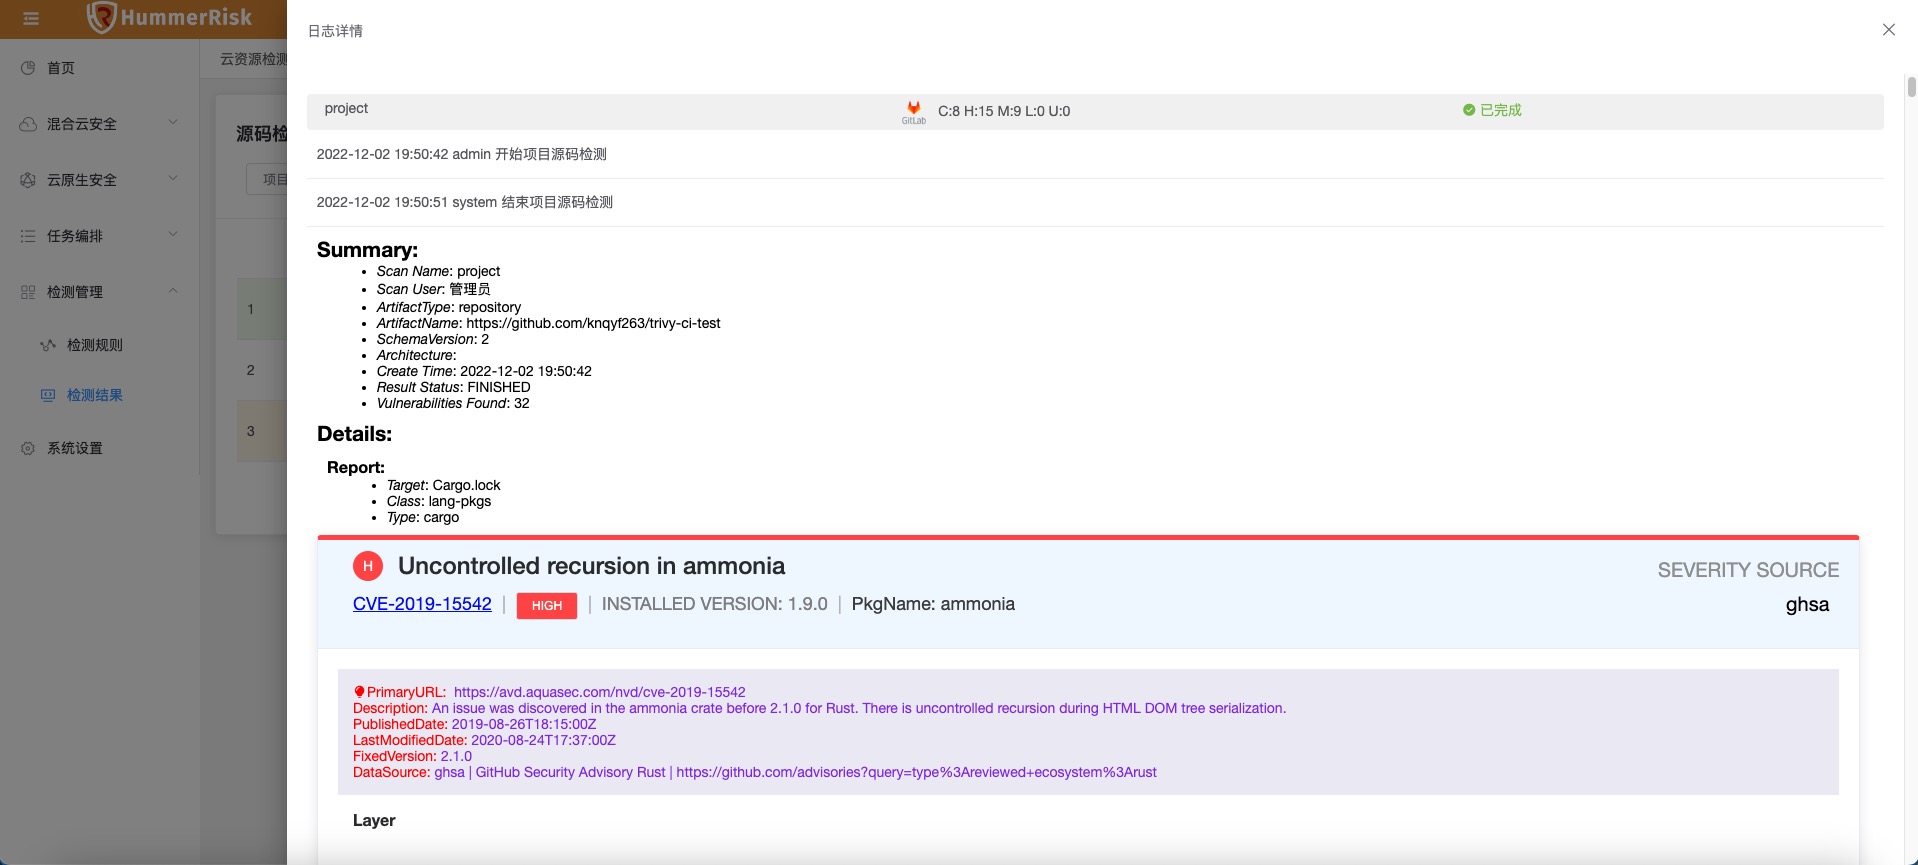 HummerRisk
首页
混合云安全
云原生安全
任务编排
检测管理
检测规则
检测结果
系统设置
云资源检测
源码检
项目
1
2
3
日志详情
project
GitLab
C:8 H:15 M:9 L:0 U:0
已完成
2022-12-02 19:50:42 admin 开始项目源码检测
2022-12-02 19:50:51 system 结束项目源码检测
Summary:
Scan Name: project
Scan User: 管理员
ArtifactType: repository
ArtifactName: https://github.com/knqyf263/trivy-ci-test
SchemaVersion: 2
Architecture:
Create Time: 2022-12-02 19:50:42
Result Status: FINISHED
Vulnerabilities Found: 32
Details:
Report:
Target: Cargo.lock
Class: lang-pkgs
Type: cargo
H Uncontrolled recursion in ammonia
SEVERITY SOURCE
CVE-2019-15542 | HIGH | INSTALLED VERSION: 1.9.0 | PkgName: ammonia
ghsa
PrimaryURL: https://avd.aquasec.com/nvd/cve-2019-15542
Description: An issue was discovered in the ammonia crate before 2.1.0 for Rust. There is uncontrolled recursion during HTML DOM tree serialization.
PublishedDate: 2019-08-26T18:15:00Z
LastModifiedDate: 2020-08-24T17:37:00Z
FixedVersion: 2.1.0
DataSource: ghsa | GitHub Security Advisory Rust | https://github.com/advisories?query=type%3Areviewed+ecosystem%3Arust
Layer